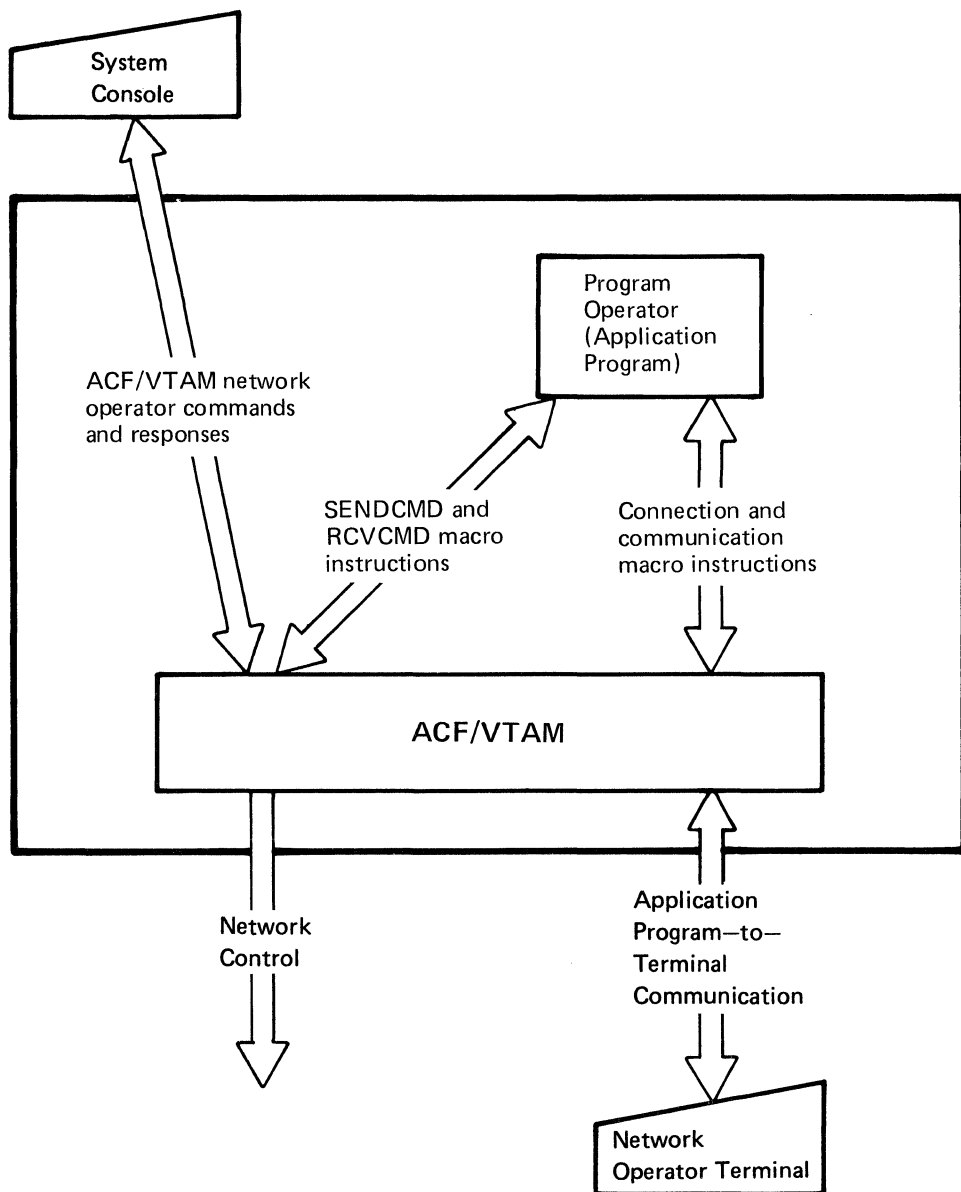 System
Console
Program
Operator
(Application
Program)
ACF/VTAM network
operator commands
and responses
SENDCMD and
RCVCMD macro
instructions
Connection and
communication
macro instructions
ACF/VTAM
Network
Control
Application
Program—to—
Terminal
Communication
Network
Operator Terminal